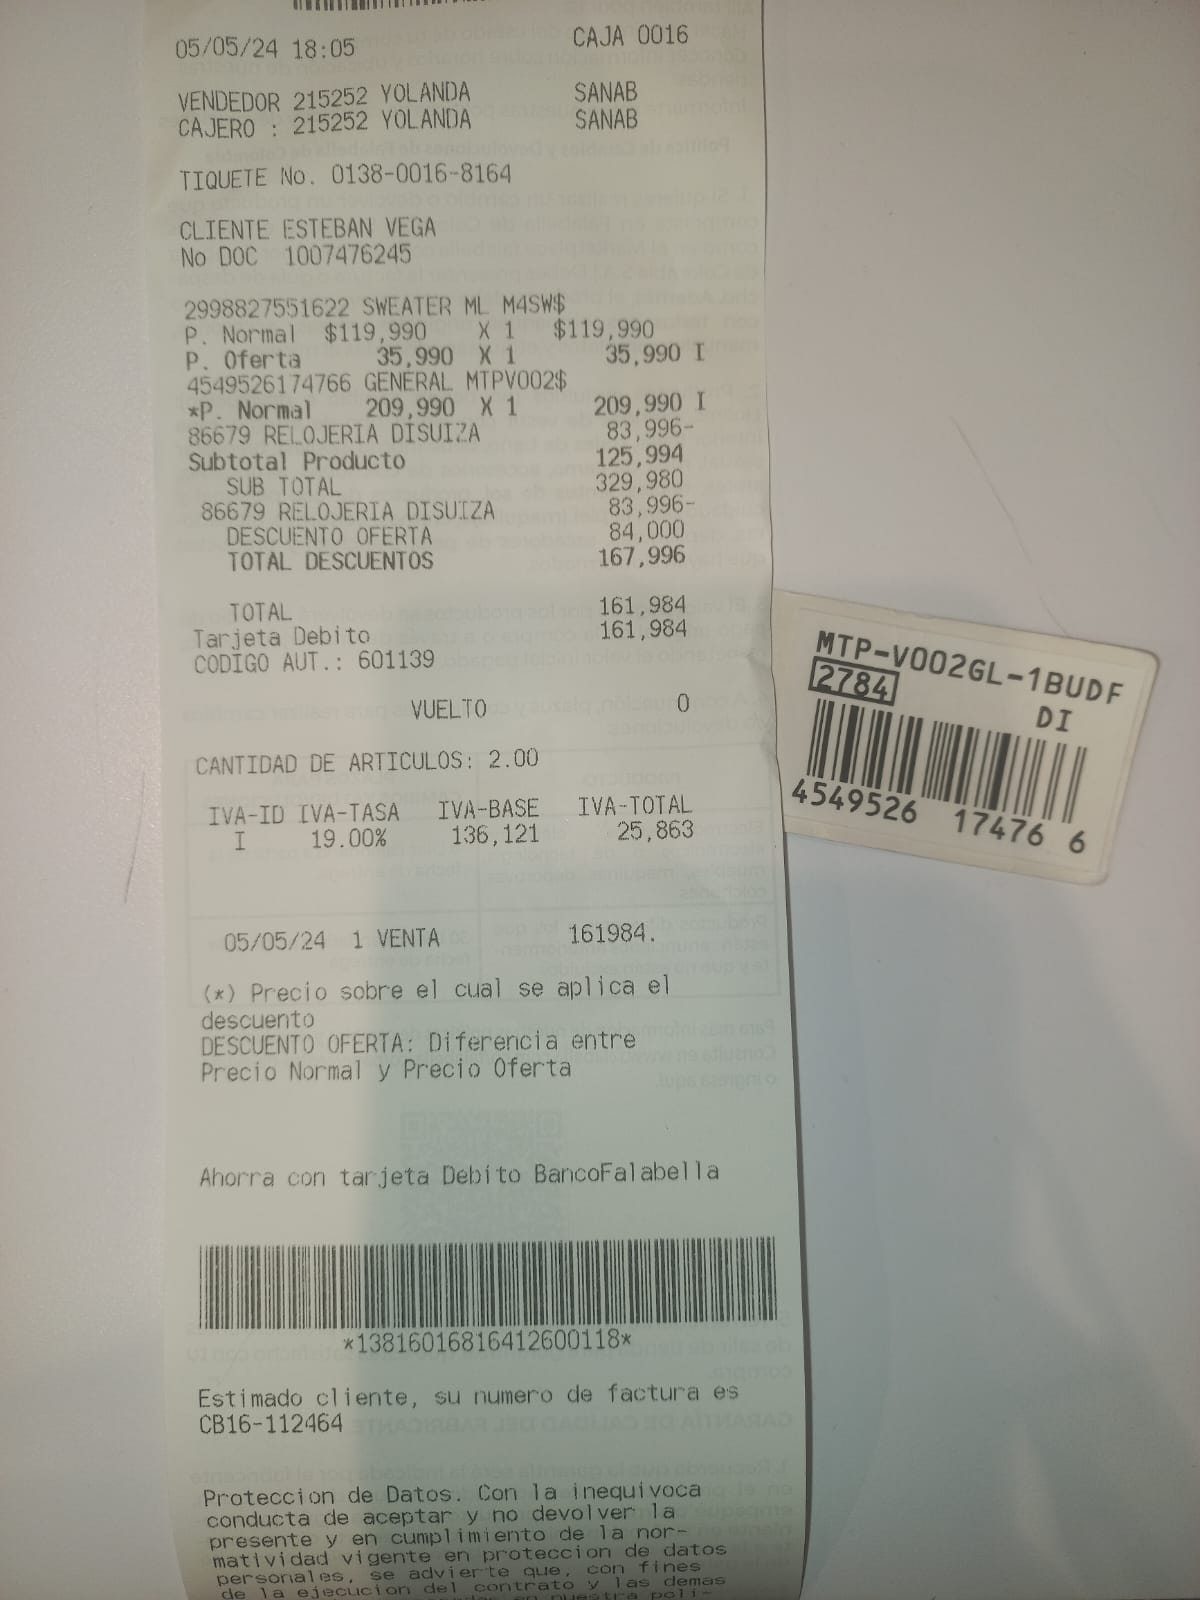 05/05/24 18:05 CAJA 0016
VENDEDOR 215252 YOLANDA SANAB
CAJERO : 215252 YOLANDA SANAB
TIQUETE No. 0138-0016-8164
CLIENTE ESTEBAN VEGA
No DOC 1007476245
2998827551622 SWEATER ML M4SW$
P. Normal $119,990 X 1 $119,990
P. Oferta 35,990 X 1 35,990 I
4549526174766 GENERAL MTPV002$
*P. Normal 209,990 X 1 209,990 I
86679 RELOJERIA DISUIZA 83,996-
Subtotal Producto 125,994
SUB TOTAL 329,980
86679 RELOJERIA DISUIZA 83,996-
DESCUENTO OFERTA 84,000
TOTAL DESCUENTOS 167,996
TOTAL 161,984
Tarjeta Debito 161,984
CODIGO AUT.: 601139
VUELTO 0
CANTIDAD DE ARTICULOS: 2.00
IVA-ID IVA-TASA IVA-BASE IVA-TOTAL
I 19.00% 136,121 25,863
05/05/24 1 VENTA 161984.
(*) Precio sobre el cual se aplica el
descuento
DESCUENTO OFERTA: Diferencia entre
Precio Normal y Precio Oferta
Ahorra con tarjeta Debito BancoFalabella
*13816016816412600118*
Estimado cliente, su numero de factura es
CB16-112464
Proteccion de Datos. Con la inequivoca
conducta de aceptar y no devolver la
presente y en cumplimiento de la nor-
matividad vigente en proteccion de datos
personales, se advierte que, con fines
de la ejecucion del contrato y las demas
MTP-V002GL-1BUDF
2784
DI
4549526 17476 6